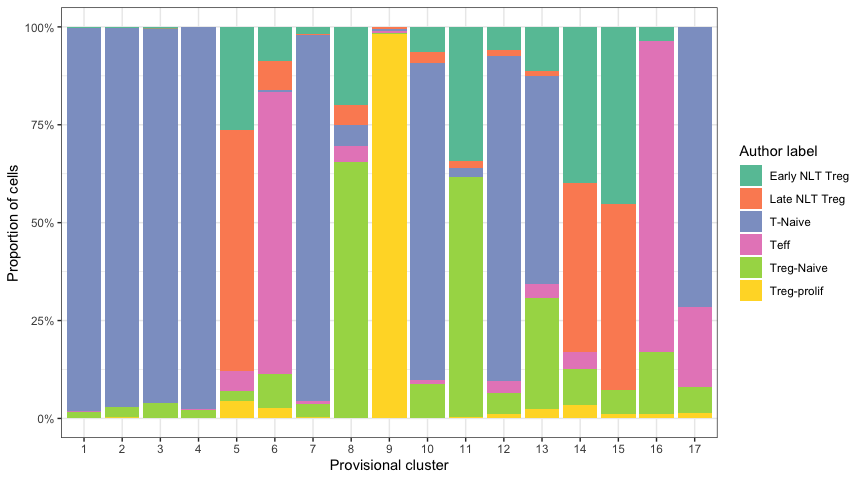 100%
75%
50%
25%
0%
Proportion of cells
1 2 3 4 5 6 7 8 9 10 11 12 13 14 15 16 17
Provisional cluster
Author label
Early NLT Treg
Late NLT Treg
T-Naive
Teff
Treg-Naive
Treg-prolif